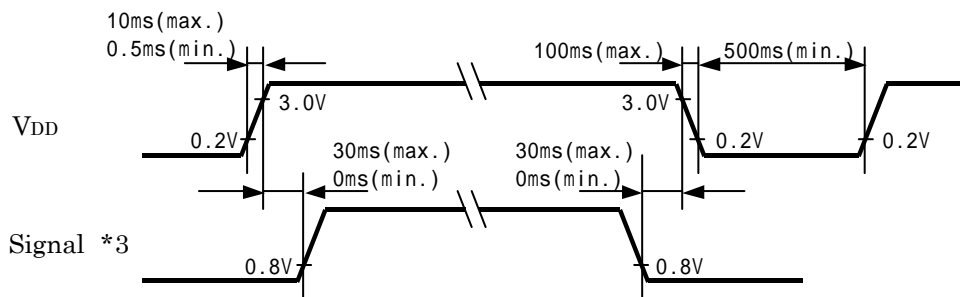 10ms(max.)
0.5ms(min.)
100ms(max.)
500ms(min.)
VDD
3.0V
3.0V
0.2V
0.2V
0.2V
30ms(max.)
0ms(min.)
30ms(max.)
0ms(min.)
Signal *3
0.8V
0.8V